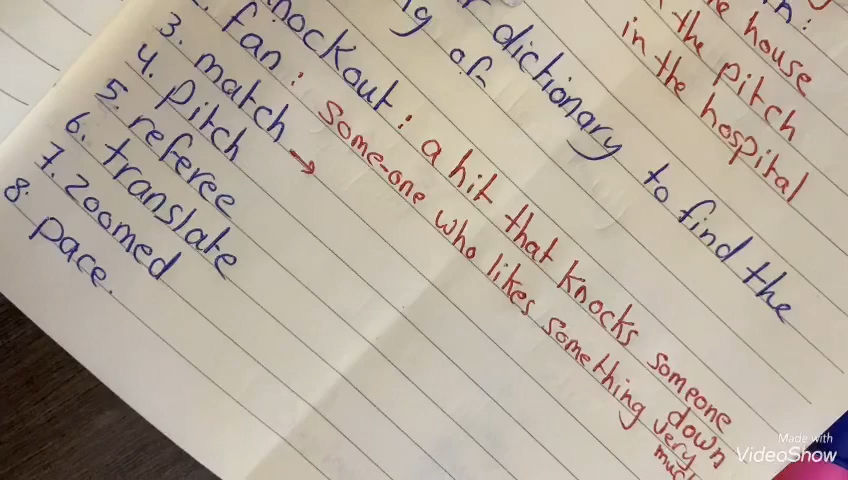 house
the pitch
in the hospital
dictionary to find the
of
knockout: a hit that knocks someone down
fan: some-one who likes something very much
3. match →
4. pitch
5. referee
6. translate
7. zoomed
8. pace.
Made with
VideoShow